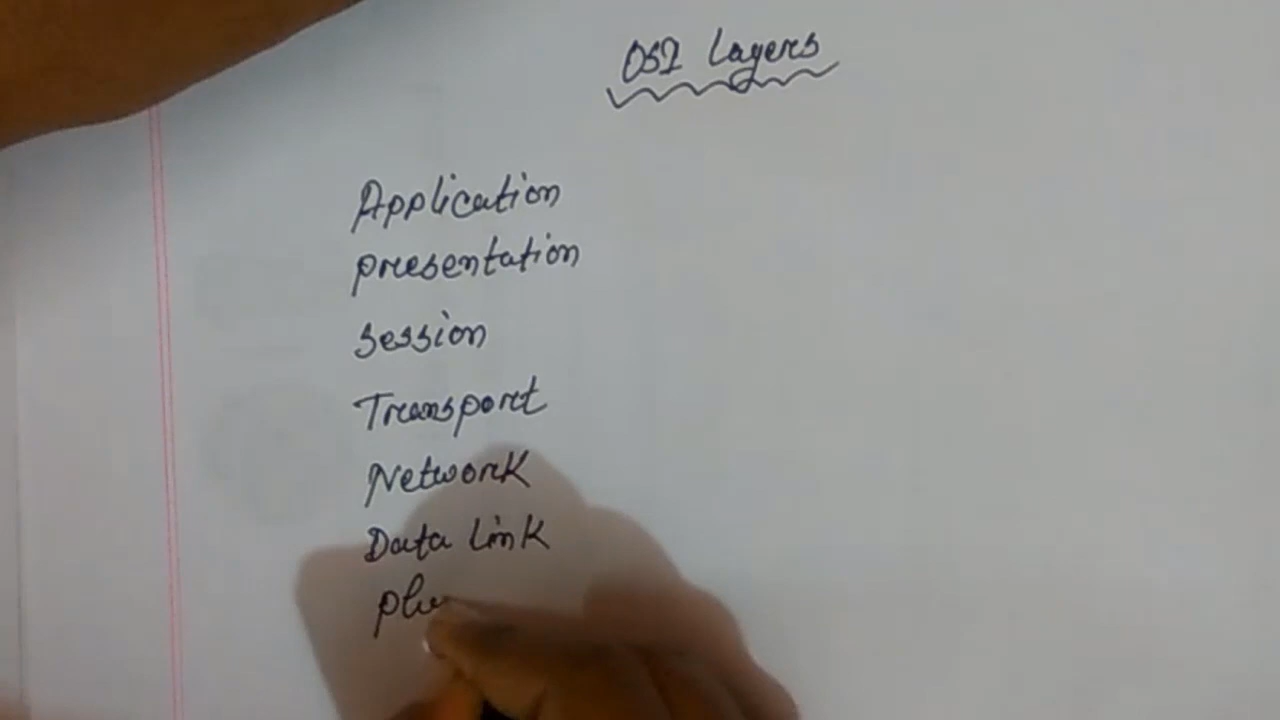 OSI Layers
Application
presentation
session
Transport
Network
Data Link